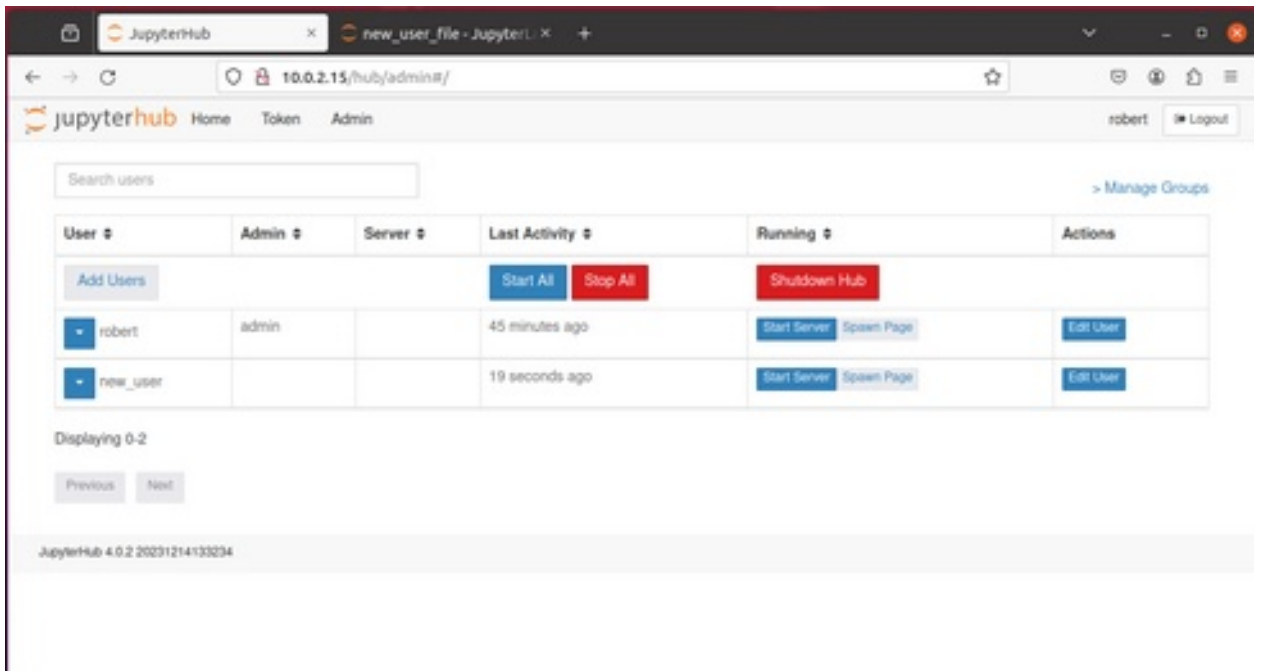 JupyterHub new_user_file - JupyterL
10.0.2.15/hub/admin#/
jupyterhub Home Token Admin robert Logout
Search users
> Manage Groups
User Admin Server Last Activity Running Actions
Add Users Start All Stop All Shutdown Hub
robert admin 45 minutes ago Start Server Spawn Page Edit User
new_user 19 seconds ago Start Server Spawn Page Edit User
Displaying 0-2
Previous Next
JupyterHub 4.0.2 20231214133234